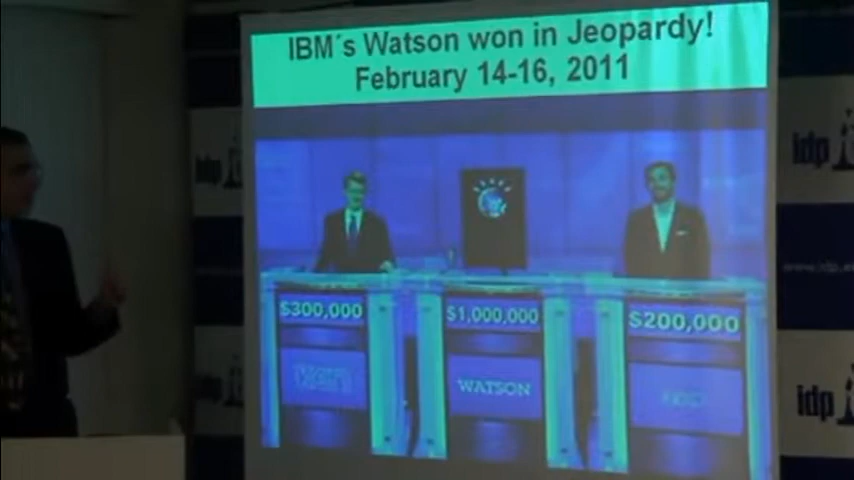 IBM´s Watson won in Jeopardy!
February 14-16, 2011
idp
idp
$300,000
$1,000,000
$200,000
WATSON
idp